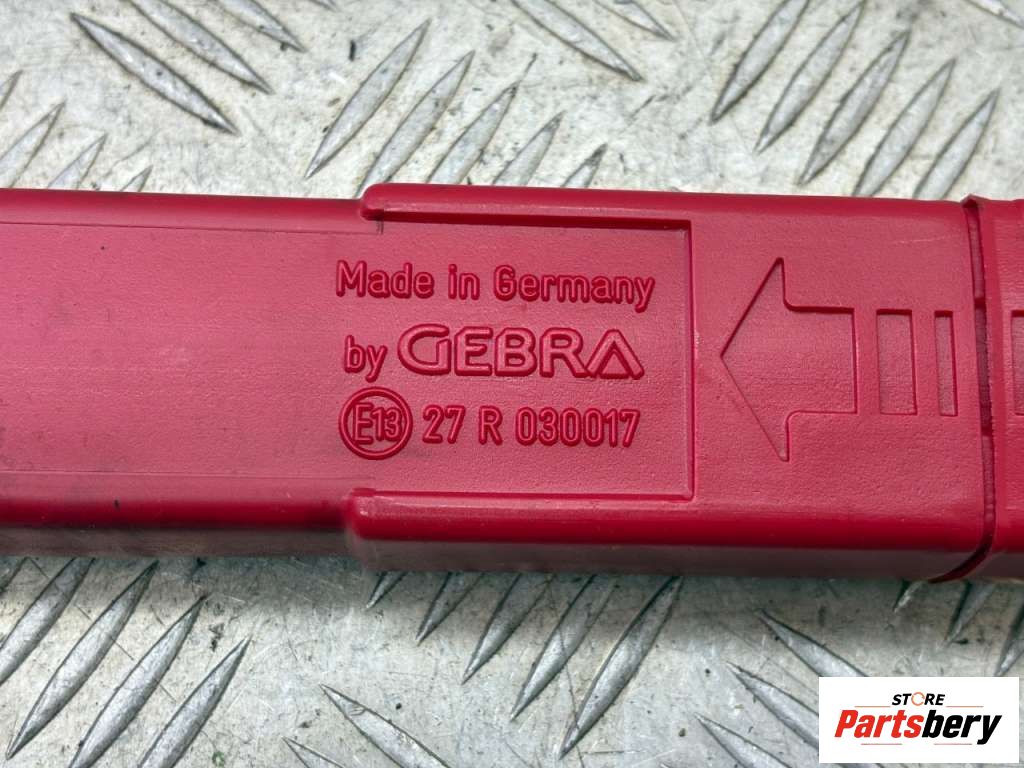 Made in Germany
by GEBRA
E13 27 R 030017
STORE
Partsbery